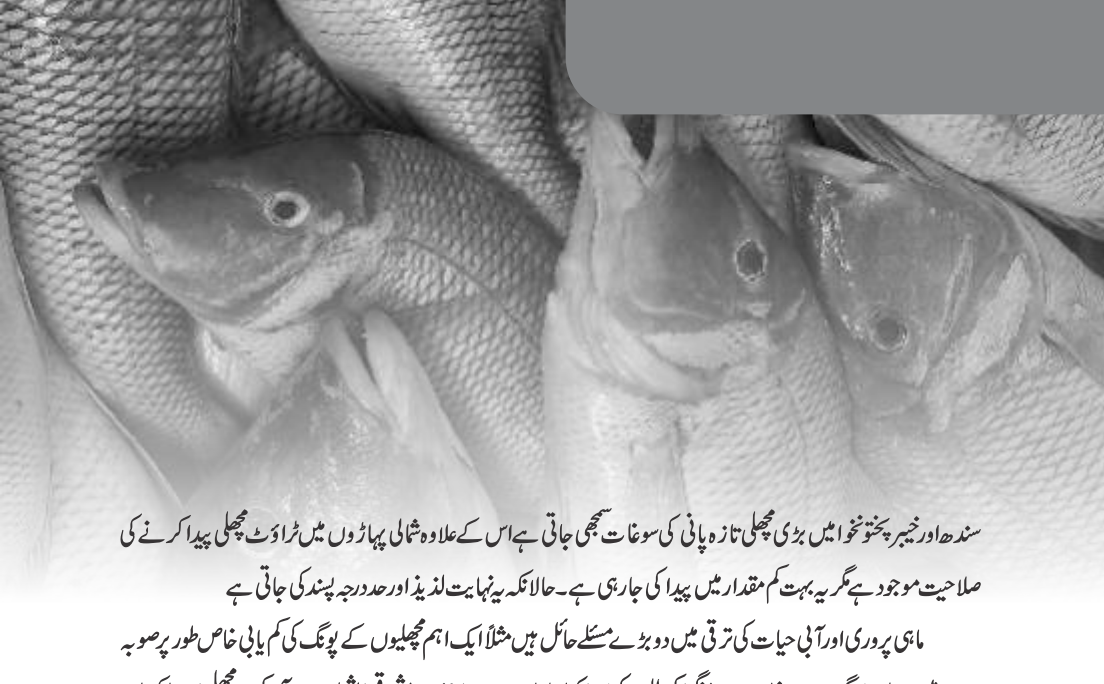 سندھ اور خیبر پختونخوا میں بڑی مچھلی تازہ پانی کی سوغات سمجھی جاتی ہے اس کے علاوہ شمالی پہاڑوں میں ٹراؤٹ مچھلی پیدا کرنے کی
صلاحیت موجود ہے مگر یہ بہت کم مقدار میں پیدا کی جارہی ہے۔ حالانکہ یہ نہایت لذیذ اور حد درجہ پسند کی جاتی ہے
ماہی پروری اور آبی حیات کی ترقی میں دو بڑے مسئلے حائل ہیں مثلاً ایک اہم مچھلیوں کے پونگ کی کم یابی خاص طور پر صوبہ